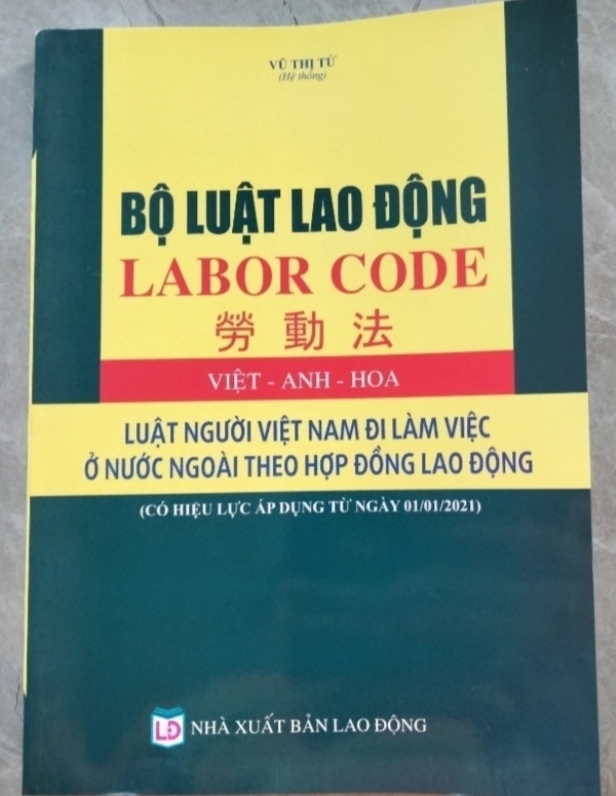 VŨ THỊ TỪ
(Hệ thống)
BỘ LUẬT LAO ĐỘNG
LABOR CODE
勞動法
VIỆT - ANH - HOA
LUẬT NGƯỜI VIỆT NAM ĐI LÀM VIỆC
Ở NƯỚC NGOÀI THEO HỢP ĐỒNG LAO ĐỘNG
(CÓ HIỆU LỰC ÁP DỤNG TỪ NGÀY 01/01/2021)
LĐ NHÀ XUẤT BẢN LAO ĐỘNG